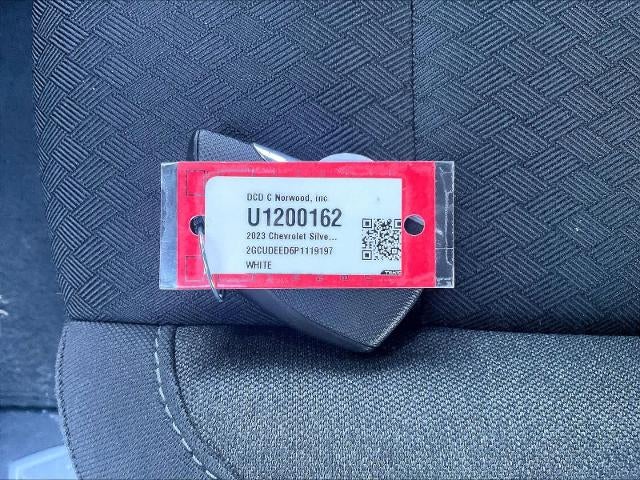 DCD C Norwood, inc
U1200162
2023 Chevrolet Silve...
2GCUDEED6P1119197
WHITE